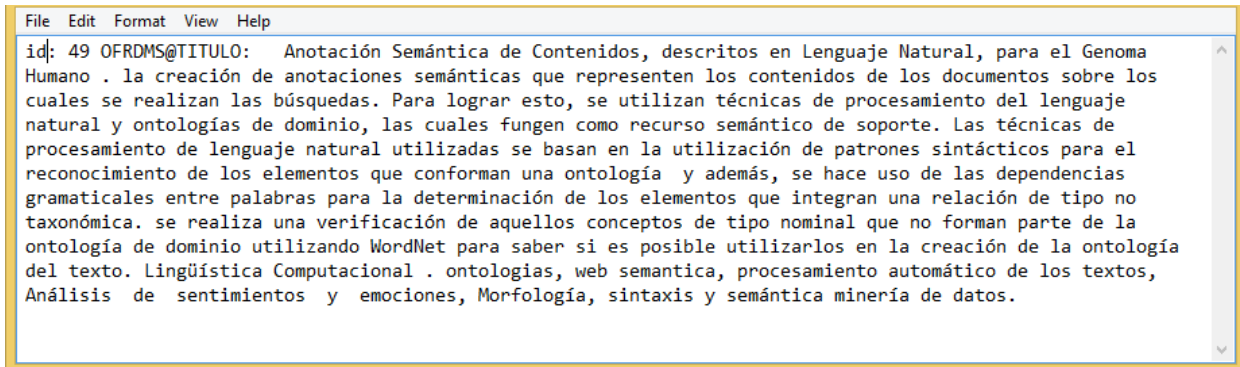 File Edit Format View Help
id: 49 OFRDMS@TITULO:   Anotación Semántica de Contenidos, descritos en Lenguaje Natural, para el Genoma
Humano . la creación de anotaciones semánticas que representen los contenidos de los documentos sobre los
cuales se realizan las búsquedas. Para lograr esto, se utilizan técnicas de procesamiento del lenguaje
natural y ontologías de dominio, las cuales fungen como recurso semántico de soporte. Las técnicas de
procesamiento de lenguaje natural utilizadas se basan en la utilización de patrones sintácticos para el
reconocimiento de los elementos que conforman una ontología  y además, se hace uso de las dependencias
gramaticales entre palabras para la determinación de los elementos que integran una relación de tipo no
taxonómica. se realiza una verificación de aquellos conceptos de tipo nominal que no forman parte de la
ontología de dominio utilizando WordNet para saber si es posible utilizarlos en la creación de la ontología
del texto. Lingüística Computacional . ontologias, web semantica, procesamiento automático de los textos,
Análisis  de  sentimientos  y  emociones, Morfología, sintaxis y semántica minería de datos.